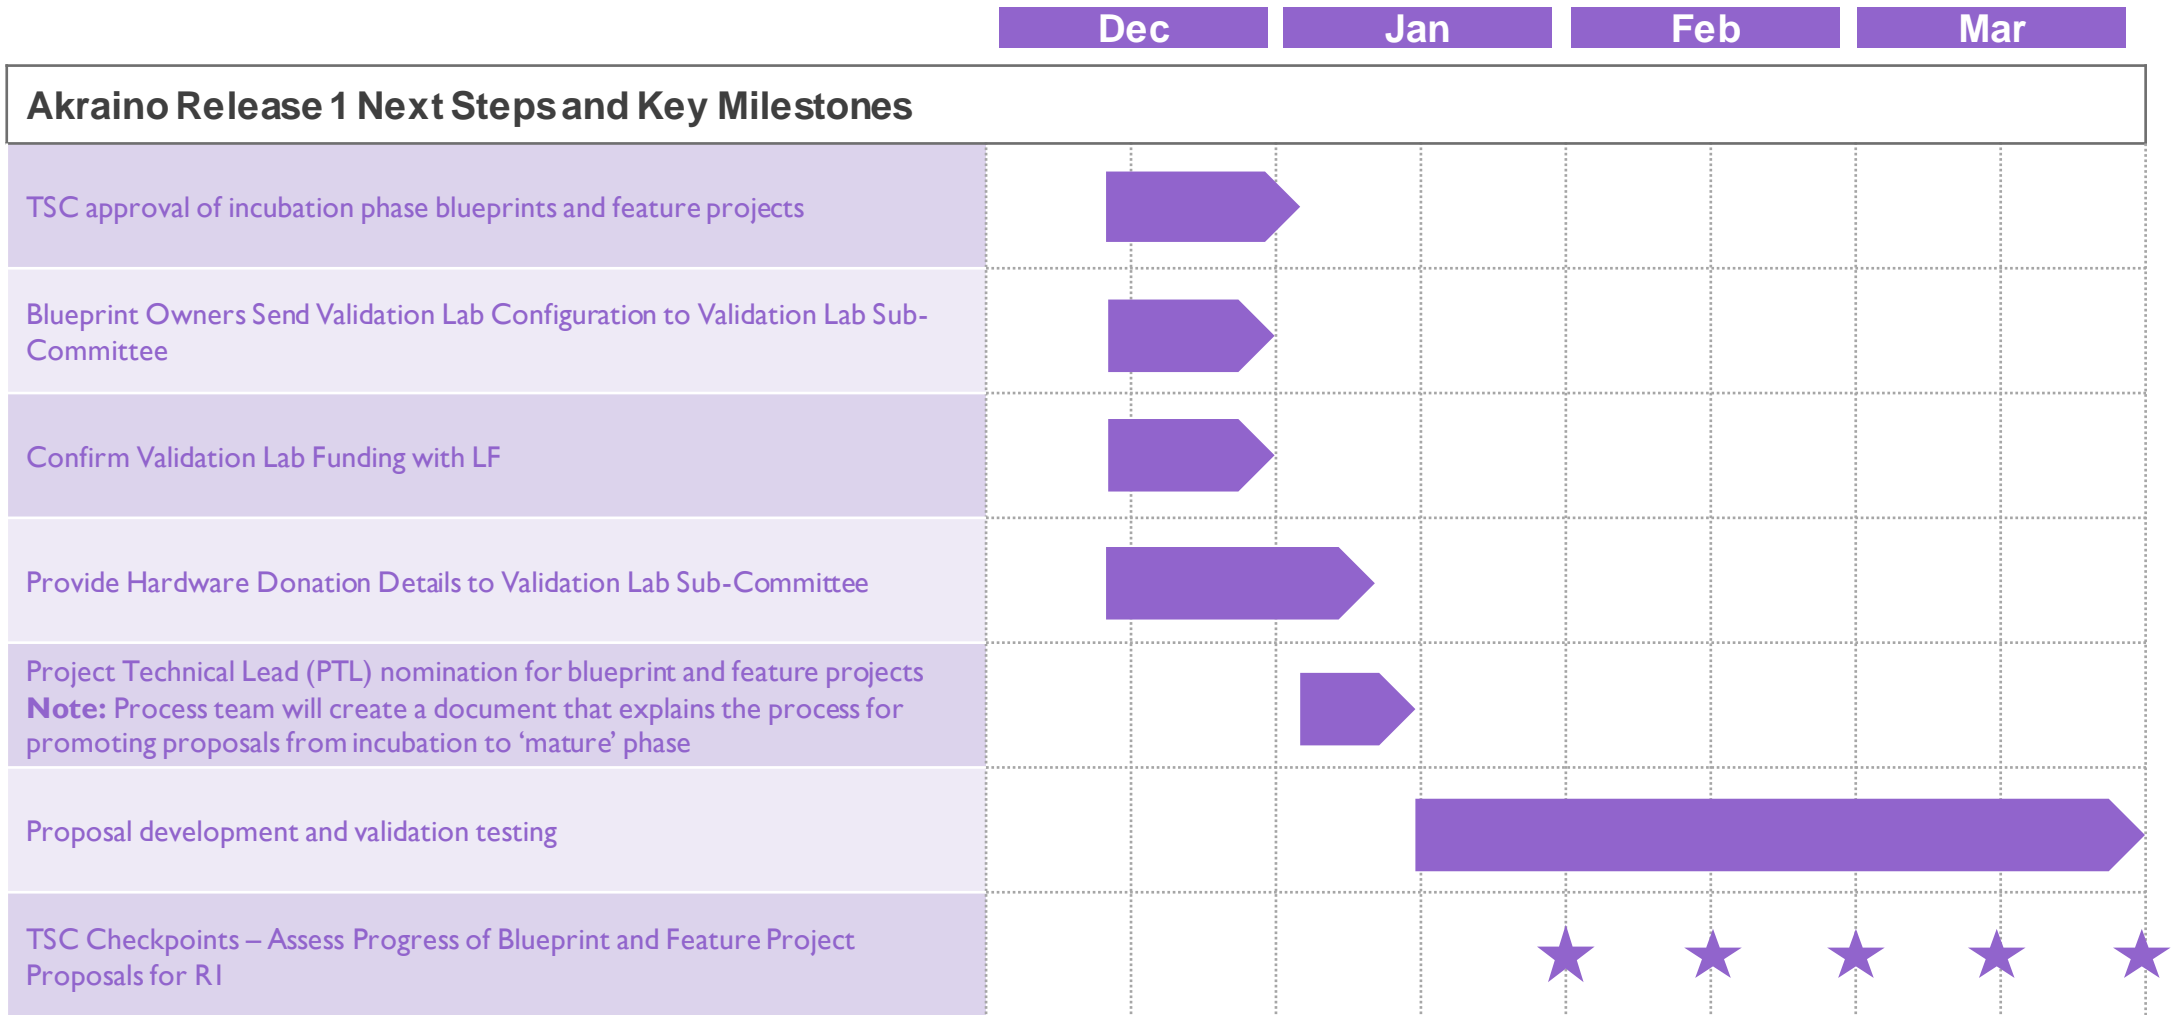 Dec Jan Feb Mar
Akraino Release 1 Next Steps and Key Milestones
TSC approval of incubation phase blueprints and feature projects
Blueprint Owners Send Validation Lab Configuration to Validation Lab Sub-
Committee
Confirm Validation Lab Funding with LF
Provide Hardware Donation Details to Validation Lab Sub-Committee
Project Technical Lead (PTL) nomination for blueprint and feature projects
Note: Process team will create a document that explains the process for
promoting proposals from incubation to ‘mature’ phase
Proposal development and validation testing
TSC Checkpoints – Assess Progress of Blueprint and Feature Project
Proposals for R1